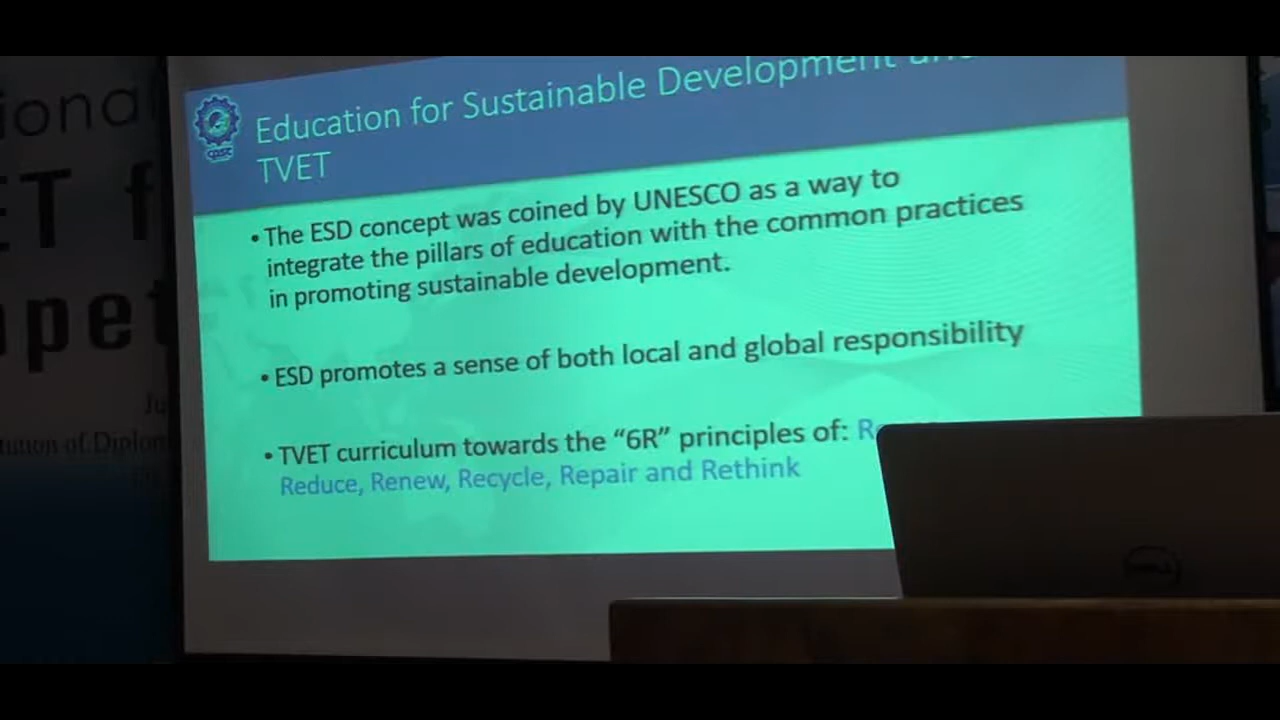 Education for Sustainable Development
TVET
• The ESD concept was coined by UNESCO as a way to
integrate the pillars of education with the common practices
in promoting sustainable development.
• ESD promotes a sense of both local and global responsibility
• TVET curriculum towards the “6R” principles of:
Reduce, Renew, Recycle, Repair and Rethink